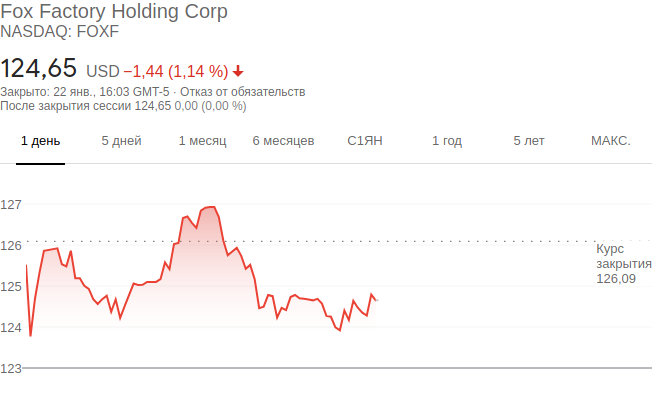 Fox Factory Holding Corp
NASDAQ: FOXF
124,65 USD −1,44 (1,14 %)
Закрыто: 22 янв., 16:03 GMT-5 · Отказ от обязательств
После закрытия сессии 124,65 0,00 (0,00 %)
1 день 5 дней 1 месяц 6 месяцев С1ЯН 1 год 5 лет МАКС.
127
126
Курс
закрытия
126,09
125
124
123